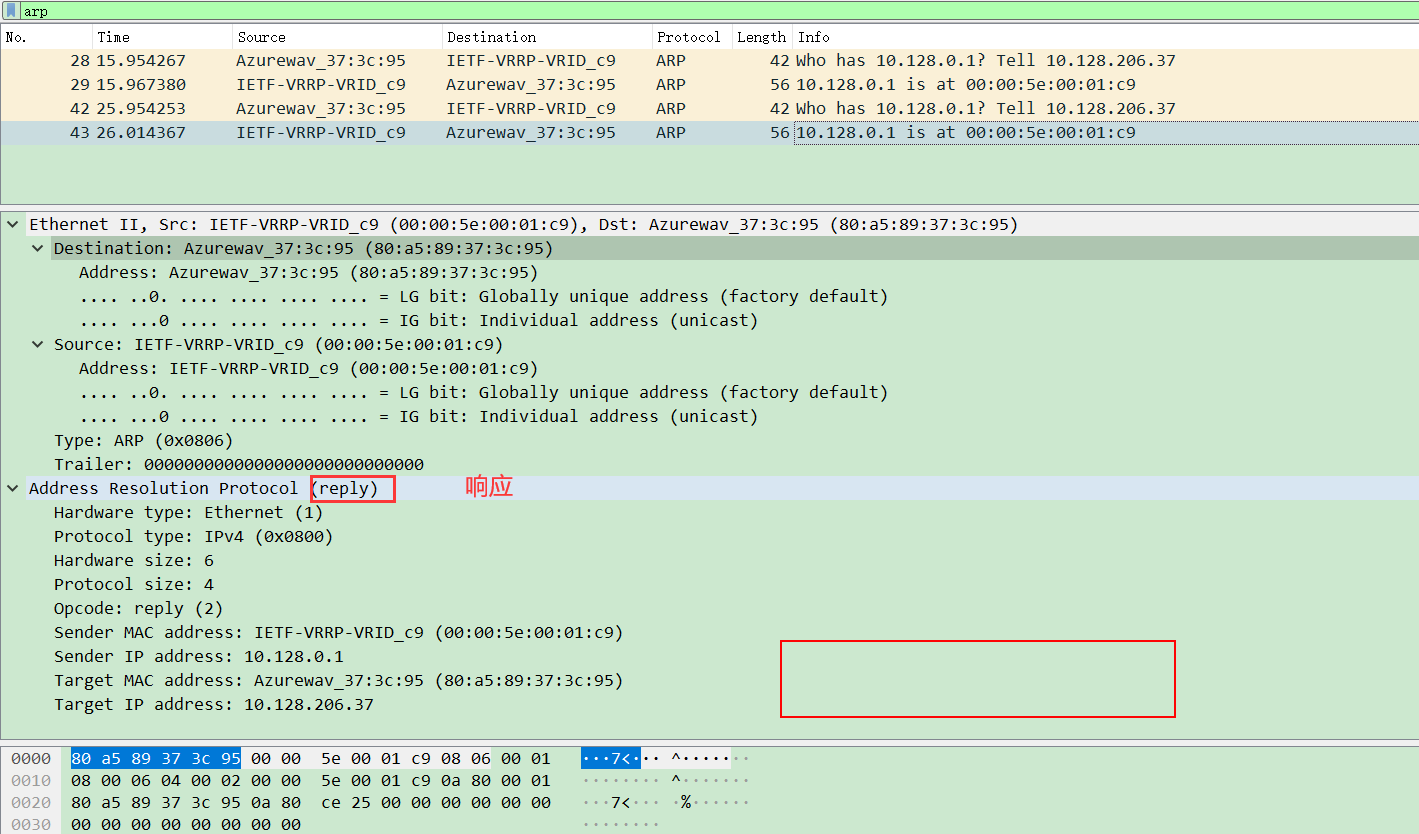 arp
No. Time Source Destination Protocol Length Info
28 15.954267 Azurewav_37:3c:95 IETF-VRRP-VRID_c9 ARP 42 Who has 10.128.0.1? Tell 10.128.206.37
29 15.967380 IETF-VRRP-VRID_c9 Azurewav_37:3c:95 ARP 56 10.128.0.1 is at 00:00:5e:00:01:c9
42 25.954253 Azurewav_37:3c:95 IETF-VRRP-VRID_c9 ARP 42 Who has 10.128.0.1? Tell 10.128.206.37
43 26.014367 IETF-VRRP-VRID_c9 Azurewav_37:3c:95 ARP 56 10.128.0.1 is at 00:00:5e:00:01:c9
Ethernet II, Src: IETF-VRRP-VRID_c9 (00:00:5e:00:01:c9), Dst: Azurewav_37:3c:95 (80:a5:89:37:3c:95)
Destination: Azurewav_37:3c:95 (80:a5:89:37:3c:95)
Address: Azurewav_37:3c:95 (80:a5:89:37:3c:95)
.... ..0. .... .... .... .... = LG bit: Globally unique address (factory default)
.... ...0 .... .... .... .... = IG bit: Individual address (unicast)
Source: IETF-VRRP-VRID_c9 (00:00:5e:00:01:c9)
Address: IETF-VRRP-VRID_c9 (00:00:5e:00:01:c9)
.... ..0. .... .... .... .... = LG bit: Globally unique address (factory default)
.... ...0 .... .... .... .... = IG bit: Individual address (unicast)
Type: ARP (0x0806)
Trailer: 0000000000000000000000000000
Address Resolution Protocol (reply) 响应
Hardware type: Ethernet (1)
Protocol type: IPv4 (0x0800)
Hardware size: 6
Protocol size: 4
Opcode: reply (2)
Sender MAC address: IETF-VRRP-VRID_c9 (00:00:5e:00:01:c9)
Sender IP address: 10.128.0.1
Target MAC address: Azurewav_37:3c:95 (80:a5:89:37:3c:95)
Target IP address: 10.128.206.37
0000 80 a5 89 37 3c 95 00 00 5e 00 01 c9 08 06 00 01 ···7<··· ^·······
0010 08 00 06 04 00 02 00 00 5e 00 01 c9 0a 80 00 01 ········ ^·······
0020 80 a5 89 37 3c 95 0a 80 ce 25 00 00 00 00 00 00 ···7<··· ·%······
0030 00 00 00 00 00 00 00 00 ········